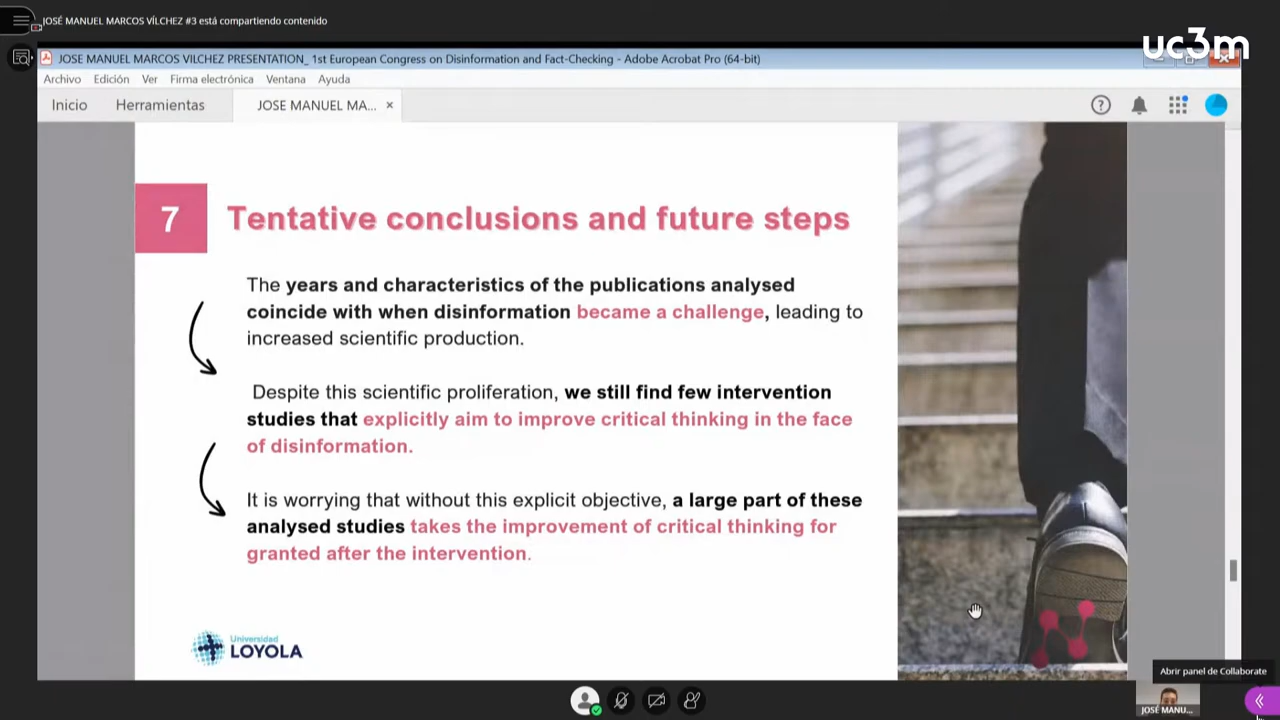 JOSÉ MANUEL MARCOS VÍLCHEZ #3 está compartiendo contenido
uc3m
JOSE MANUEL MARCOS VILCHEZ PRESENTATION_ 1st European Congress on Disinformation and Fact-Checking - Adobe Acrobat Pro (64-bit)
Archivo Edición Ver Firma electrónica Ventana Ayuda
Inicio Herramientas JOSE MANUEL MA... ×
7 Tentative conclusions and future steps
The years and characteristics of the publications analysed
coincide with when disinformation became a challenge, leading to
increased scientific production.
Despite this scientific proliferation, we still find few intervention
studies that explicitly aim to improve critical thinking in the face
of disinformation.
It is worrying that without this explicit objective, a large part of these
analysed studies takes the improvement of critical thinking for
granted after the intervention.
Universidad
LOYOLA
Abrir panel de Collaborate
JOSÉ MANU...